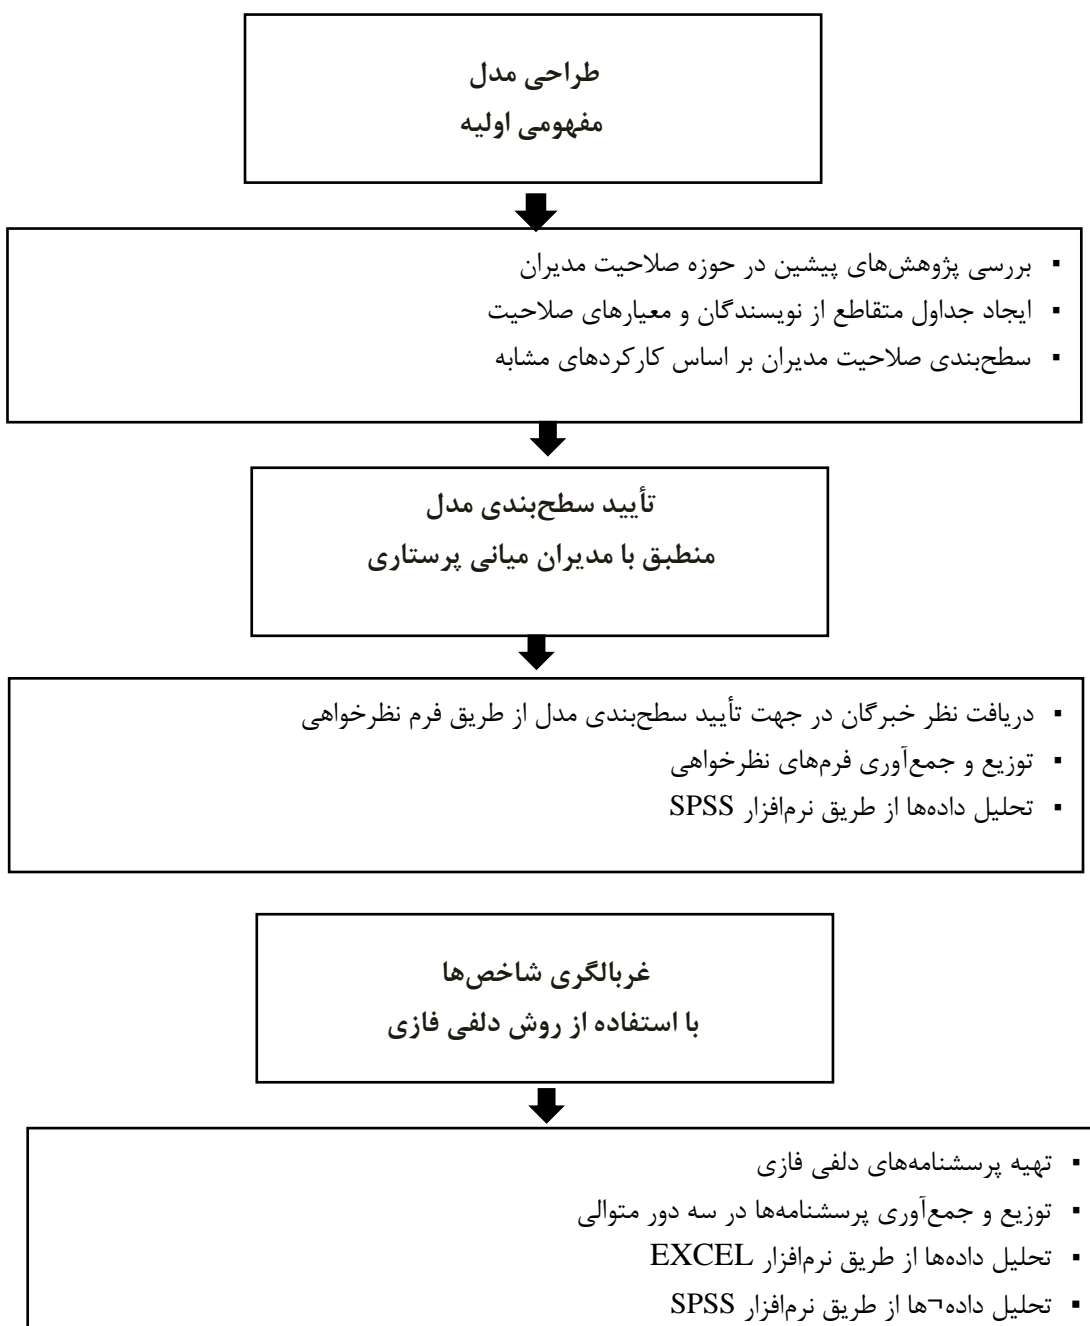 طراحی مدل
مفهومی اولیه
▪ بررسی پژوهش‌های پیشین در حوزه صلاحیت مدیران
▪ ایجاد جداول متقاطع از نویسندگان و معیارهای صلاحیت
▪ سطح‌بندی صلاحیت مدیران بر اساس کارکردهای مشابه
تأیید سطح‌بندی مدل
منطبق با مدیران میانی پرستاری
▪ دریافت نظر خبرگان در جهت تأیید سطح‌بندی مدل از طریق فرم نظرخواهی
▪ توزیع و جمع‌آوری فرم‌های نظرخواهی
▪ تحلیل داده‌ها از طریق نرم‌افزار SPSS
غربالگری شاخص‌ها
با استفاده از روش دلفی فازی
▪ تهیه پرسشنامه‌های دلفی فازی
▪ توزیع و جمع‌آوری پرسشنامه‌ها در سه دور متوالی
▪ تحلیل داده‌ها از طریق نرم‌افزار EXCEL
▪ تحلیل داده¬ها از طریق نرم‌افزار SPSS